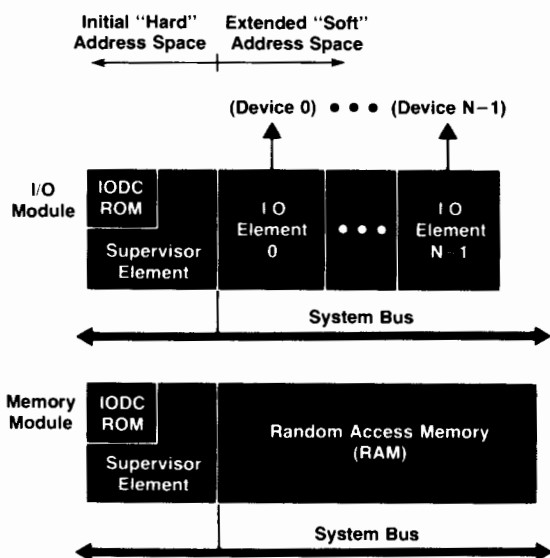 Initial “Hard” Address Space
Extended “Soft” Address Space
(Device 0) • • • (Device N–1)
I/O Module
IODC ROM
Supervisor Element
I O Element 0
• • •
I O Element N–1
System Bus
Memory Module
IODC ROM
Supervisor Element
Random Access Memory (RAM)
System Bus